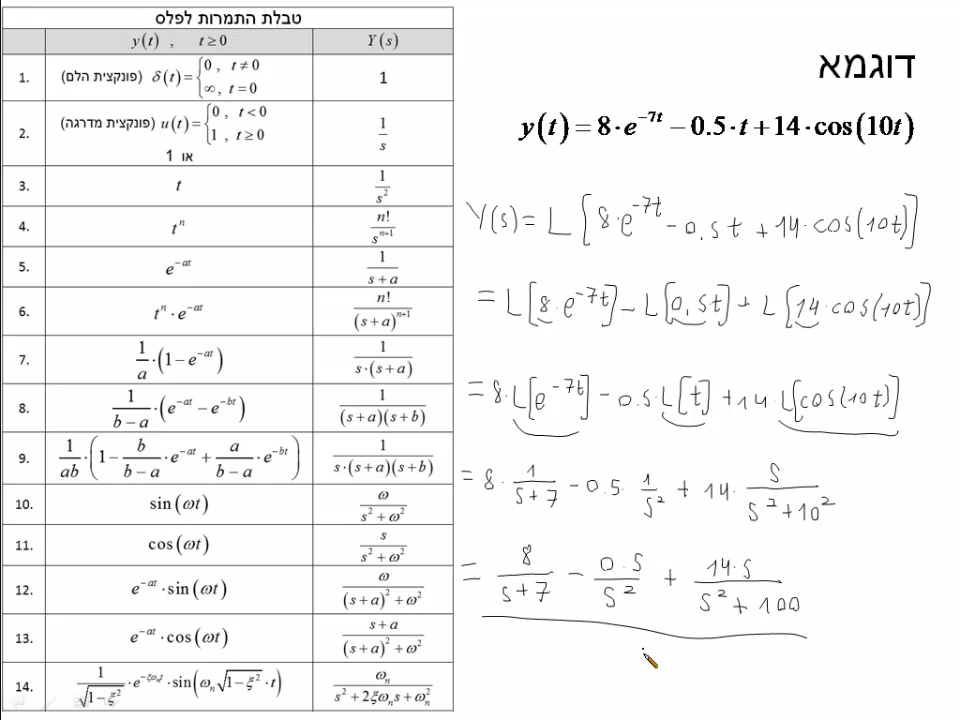 טבלת התמרות לפלס
y(t) , t ≥ 0 Y(s)
1. (פונקצית הלם) δ(t) = {0 , t ≠ 0 ; ∞ , t = 0 1
2. (פונקצית מדרגה) u(t) = {0 , t < 0 ; 1 , t ≥ 0 או 1 1/s
3. t 1/s²
4. tⁿ n!/s^(n+1)
5. e^(-at) 1/(s+a)
6. tⁿ·e^(-at) n!/(s+a)^(n+1)
7. 1/a·(1−e^(-at)) 1/(s·(s+a))
8. 1/(b−a)·(e^(-at)−e^(-bt)) 1/((s+a)(s+b))
9. 1/ab·(1−b/(b−a)·e^(-at)+a/(b−a)·e^(-bt)) 1/(s·(s+a)(s+b))
10. sin(ωt) ω/(s²+ω²)
11. cos(ωt) s/(s²+ω²)
12. e^(-at)·sin(ωt) ω/((s+a)²+ω²)
13. e^(-at)·cos(ωt) (s+a)/((s+a)²+ω²)
14. 1/√(1−ξ²)·e^(-ξωₙt)·sin(ωₙ√(1−ξ²)·t) ωₙ/(s²+2ξωₙs+ωₙ²)
דוגמא
y(t) = 8·e^(-7t) − 0.5·t + 14·cos(10t)
Y(s) = L[8·e^(-7t) − 0.5t + 14·cos(10t)]
= L[8·e^(-7t)] − L[0.5t] + L[14·cos(10t)]
= 8·L[e^(-7t)] − 0.5·L[t] + 14·L[cos(10t)]
= 8·1/(s+7) − 0.5·1/s² + 14·s/(s²+10²)
= 8/(s+7) − 0.5/s² + 14·s/(s²+100)